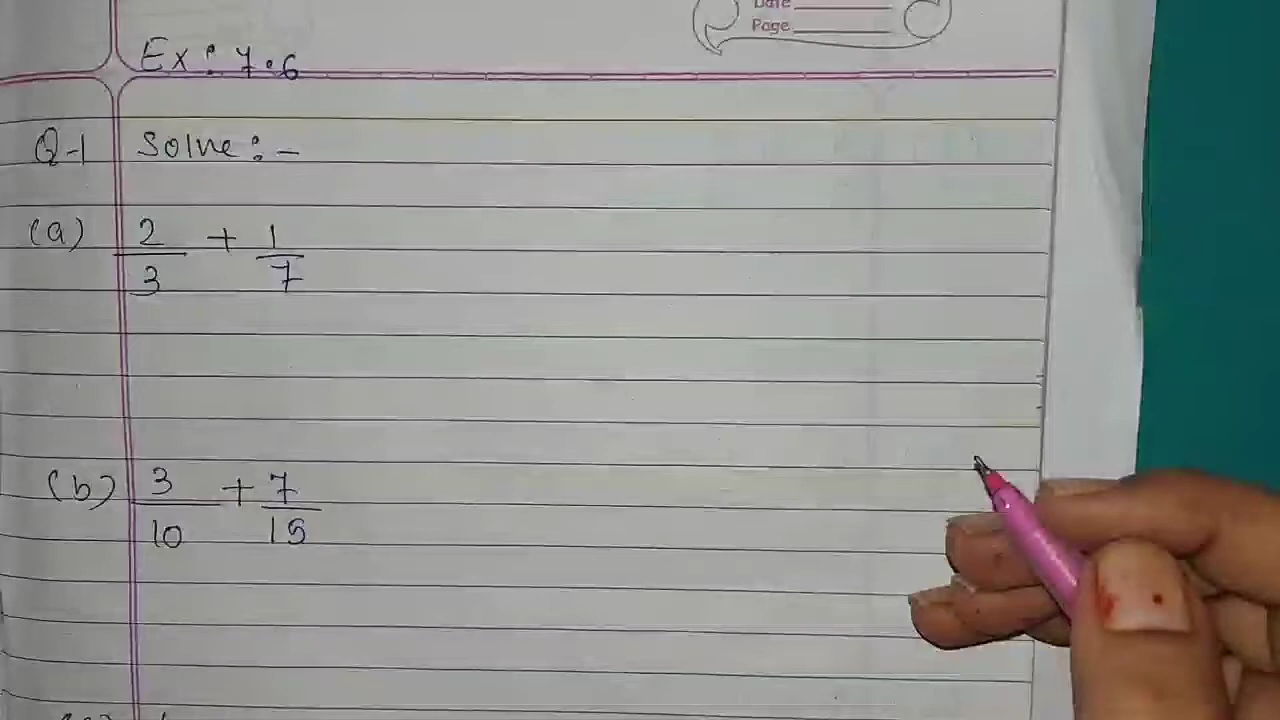 Date
Page
Ex: 7.6
Q-1 Solve:-
(a) 2/3 + 1/7
(b) 3/10 + 7/15